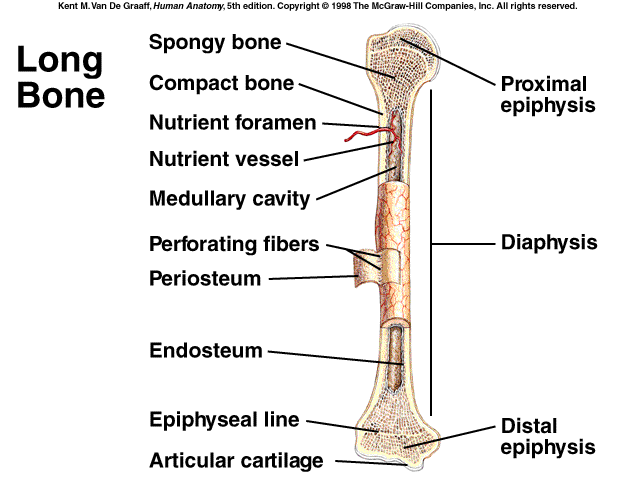 Kent M. Van De Graaff, Human Anatomy, 5th edition. Copyright © 1998 The McGraw-Hill Companies, Inc. All rights reserved.
Long
Bone
Spongy bone
Compact bone
Nutrient foramen
Nutrient vessel
Medullary cavity
Perforating fibers
Periosteum
Endosteum
Epiphyseal line
Articular cartilage
Proximal
epiphysis
Diaphysis
Distal
epiphysis